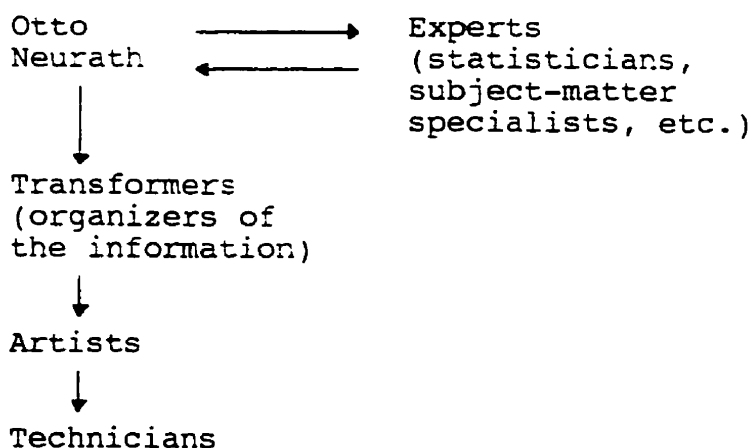 Otto
Neurath
Experts
(statisticians,
subject-matter
specialists, etc.)
Transformers
(organizers of
the information)
Artists
Technicians